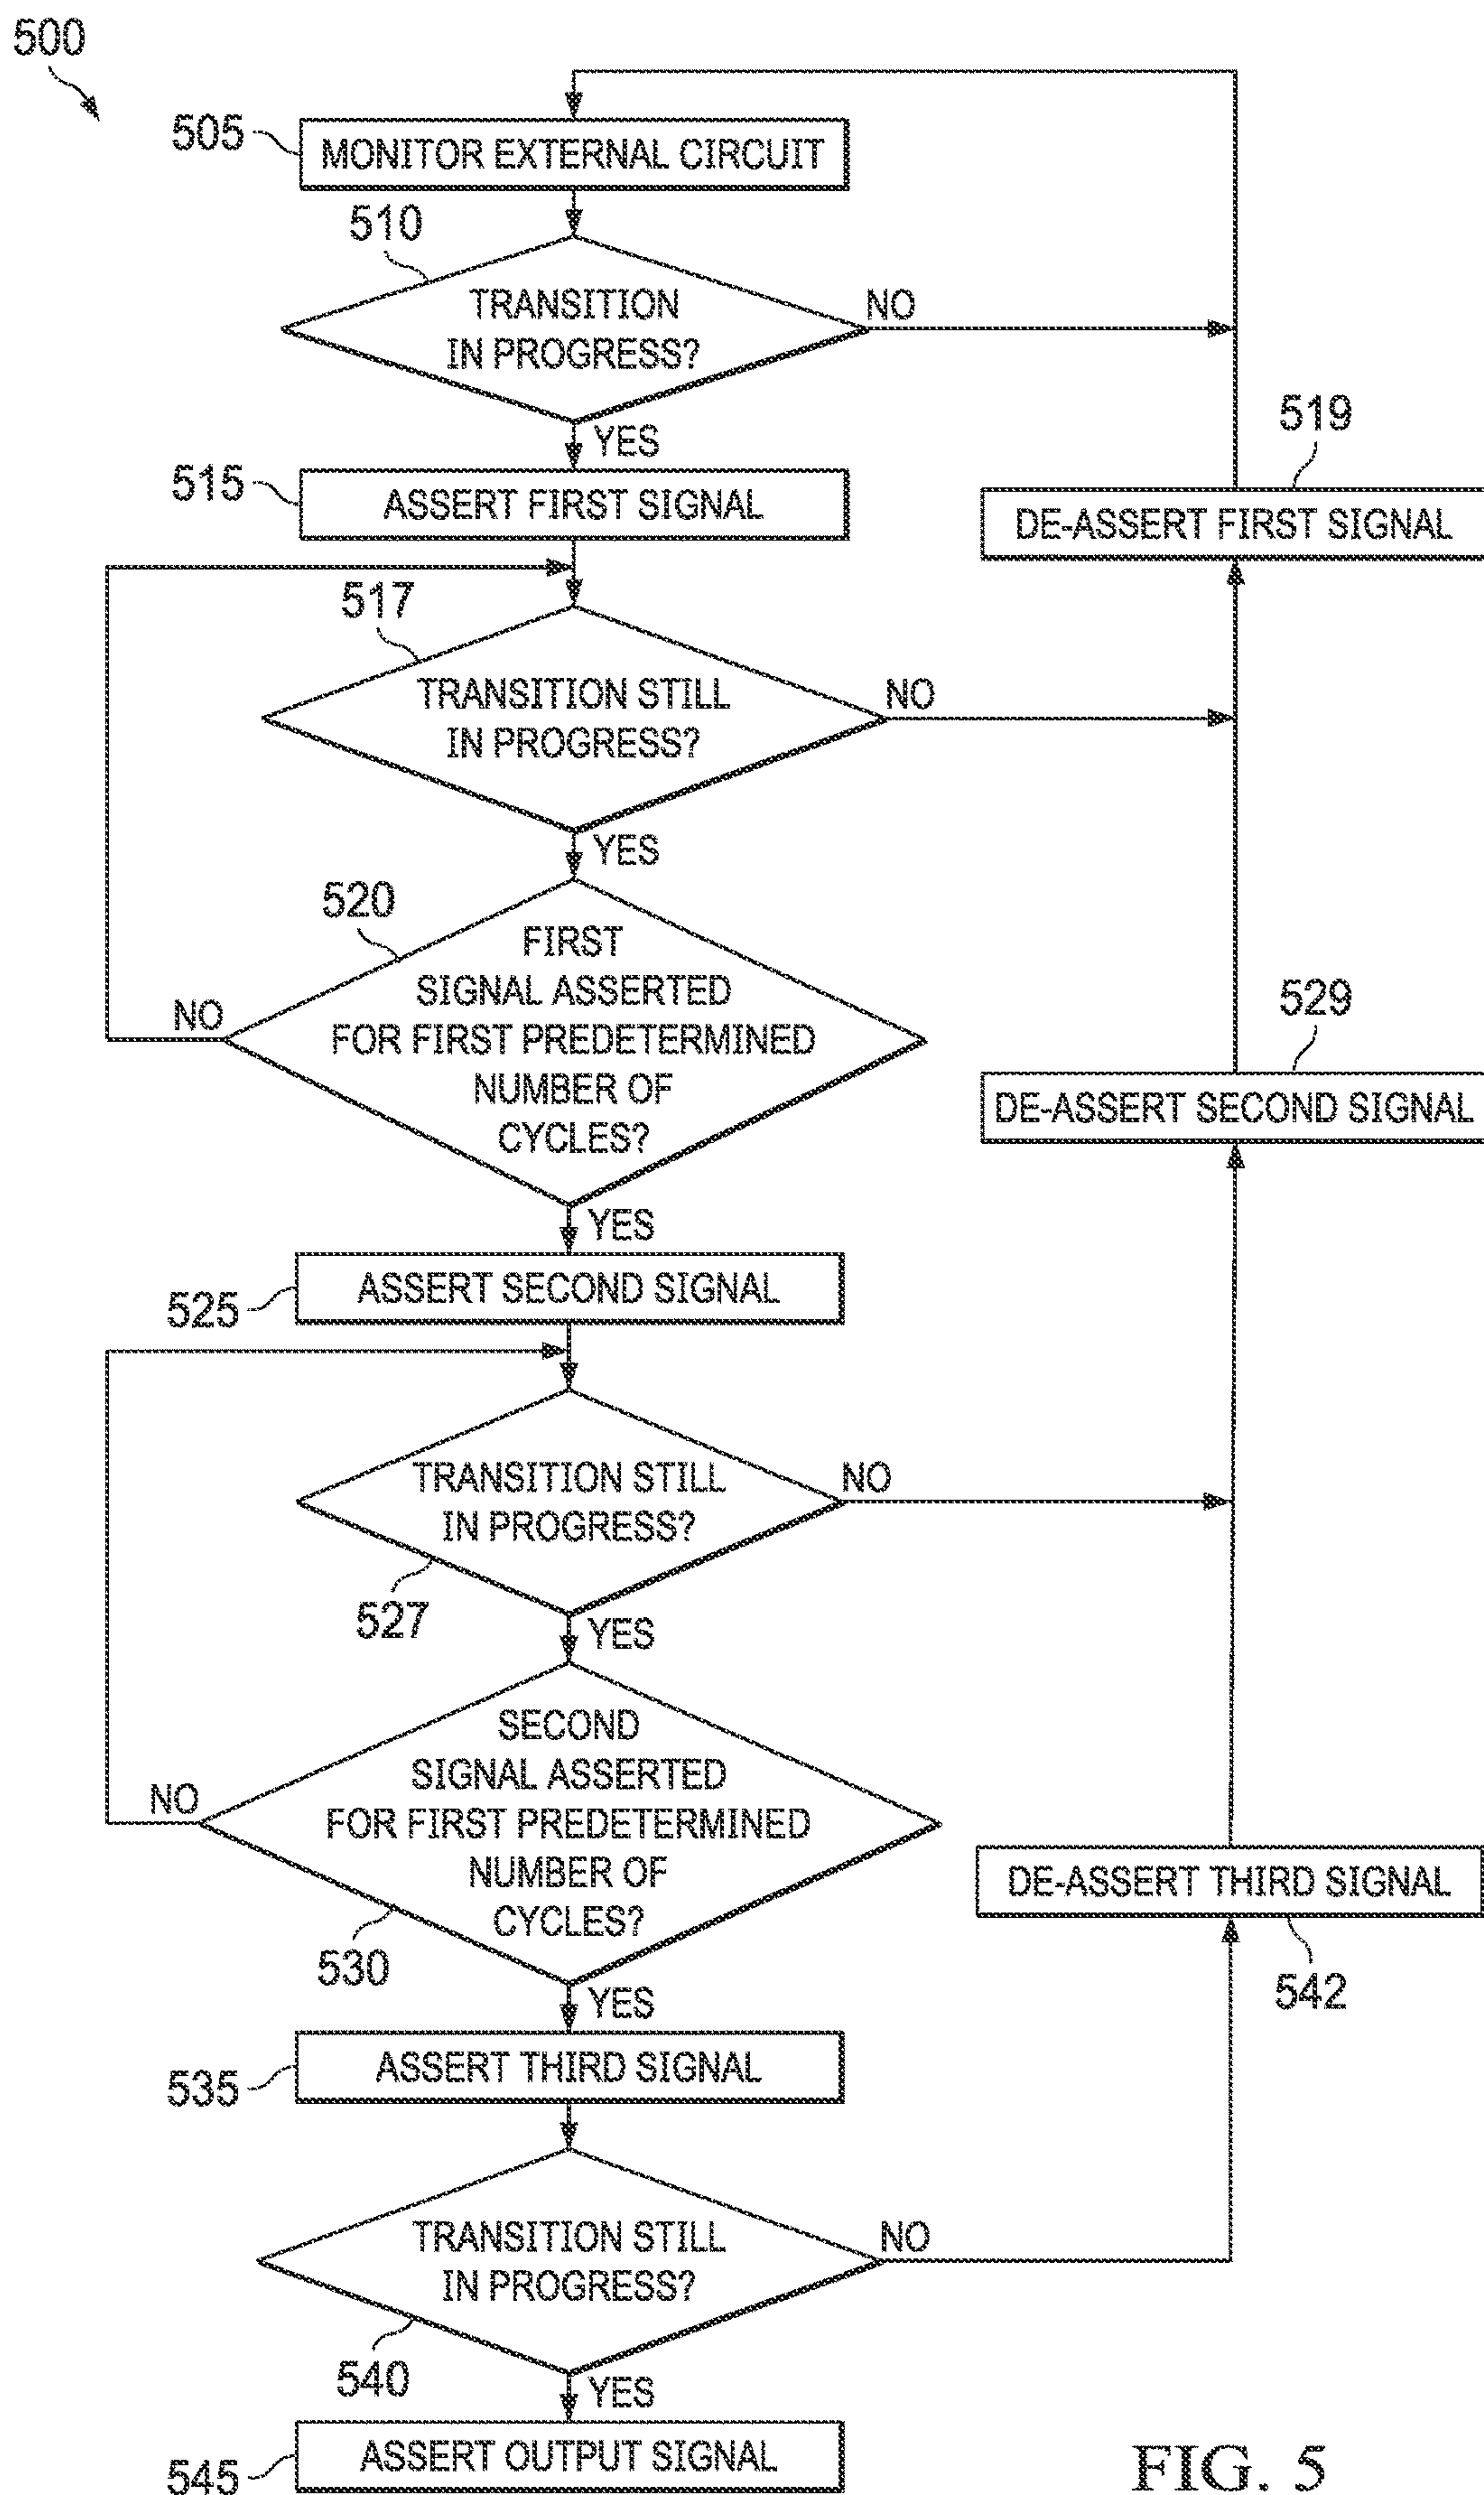 500
505
MONITOR EXTERNAL CIRCUIT
510
TRANSITION
IN PROGRESS?
NO
YES
515
ASSERT FIRST SIGNAL
519
DE-ASSERT FIRST SIGNAL
517
TRANSITION STILL
IN PROGRESS?
NO
YES
520
FIRST
SIGNAL ASSERTED
FOR FIRST PREDETERMINED
NUMBER OF
CYCLES?
NO
YES
529
DE-ASSERT SECOND SIGNAL
525
ASSERT SECOND SIGNAL
TRANSITION STILL
IN PROGRESS?
NO
527
YES
SECOND
SIGNAL ASSERTED
FOR FIRST PREDETERMINED
NUMBER OF
CYCLES?
NO
530
YES
DE-ASSERT THIRD SIGNAL
542
535
ASSERT THIRD SIGNAL
TRANSITION STILL
IN PROGRESS?
NO
540
YES
545
ASSERT OUTPUT SIGNAL
FIG. 5